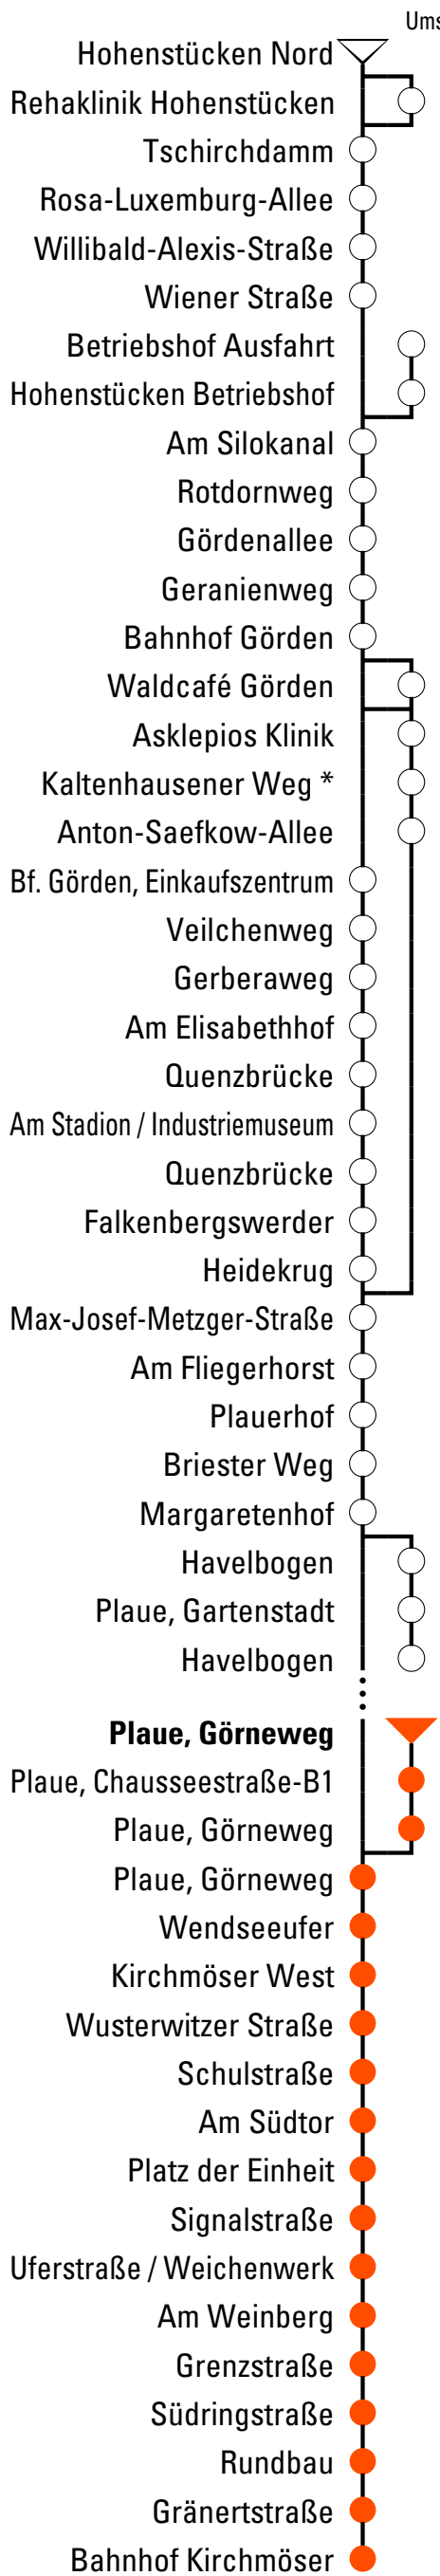 Ums
Hohenstücken Nord
Rehaklinik Hohenstücken
Tschirchdamm
Rosa-Luxemburg-Allee
Willibald-Alexis-Straße
Wiener Straße
Betriebshof Ausfahrt
Hohenstücken Betriebshof
Am Silokanal
Rotdornweg
Gördenallee
Geranienweg
Bahnhof Görden
Waldcafé Görden
Asklepios Klinik
Kaltenhausener Weg *
Anton-Saefkow-Allee
Bf. Görden, Einkaufszentrum
Veilchenweg
Gerberaweg
Am Elisabethhof
Quenzbrücke
Am Stadion / Industriemuseum
Quenzbrücke
Falkenbergswerder
Heidekrug
Max-Josef-Metzger-Straße
Am Fliegerhorst
Plauerhof
Briester Weg
Margaretenhof
Havelbogen
Plaue, Gartenstadt
Havelbogen
Plaue, Görneweg
Plaue, Chausseestraße-B1
Plaue, Görneweg
Plaue, Görneweg
Wendseeufer
Kirchmöser West
Wusterwitzer Straße
Schulstraße
Am Südtor
Platz der Einheit
Signalstraße
Uferstraße / Weichenwerk
Am Weinberg
Grenzstraße
Südringstraße
Rundbau
Gränertstraße
Bahnhof Kirchmöser